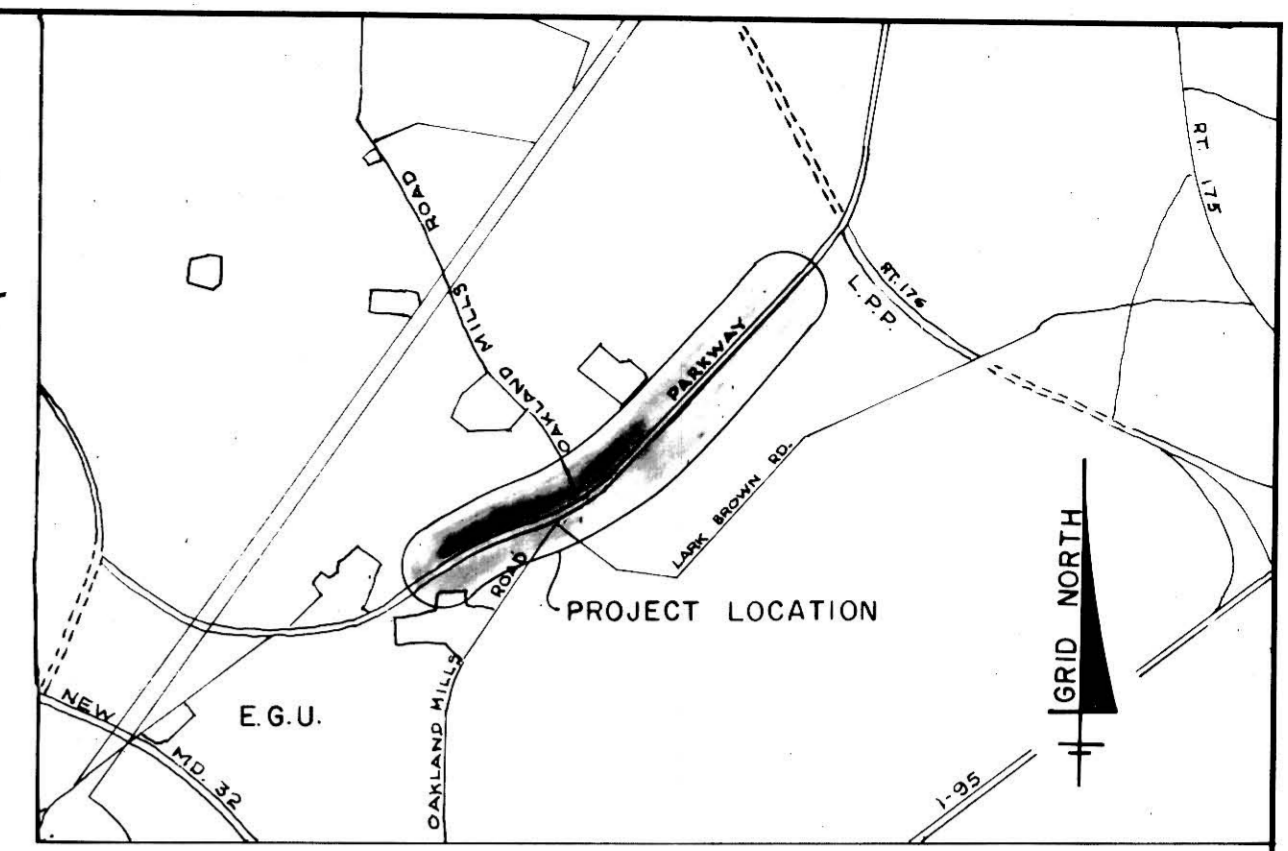 RT. 175
OAKLAND MILLS ROAD
RT. 176
L. P. P.
PARKWAY
OAKLAND MILLS ROAD
LARK BROWN RD.
PROJECT LOCATION
GRID NORTH
E. G. U.
NEW MD. 32
I-95